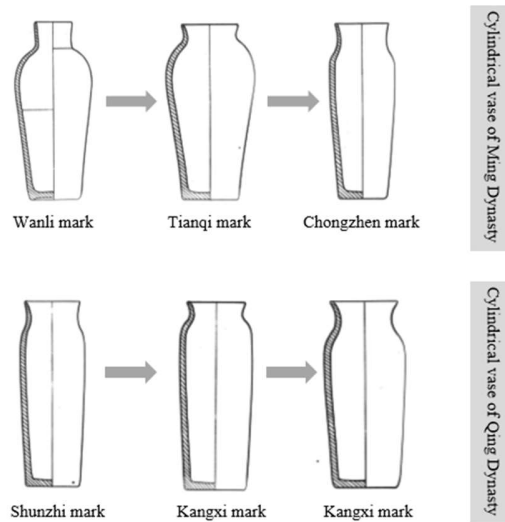 Wanli mark
Tianqi mark
Chongzhen mark
Cylindrical vase of Ming Dynasty
Shunzhi mark
Kangxi mark
Kangxi mark
Cylindrical vase of Qing Dynasty